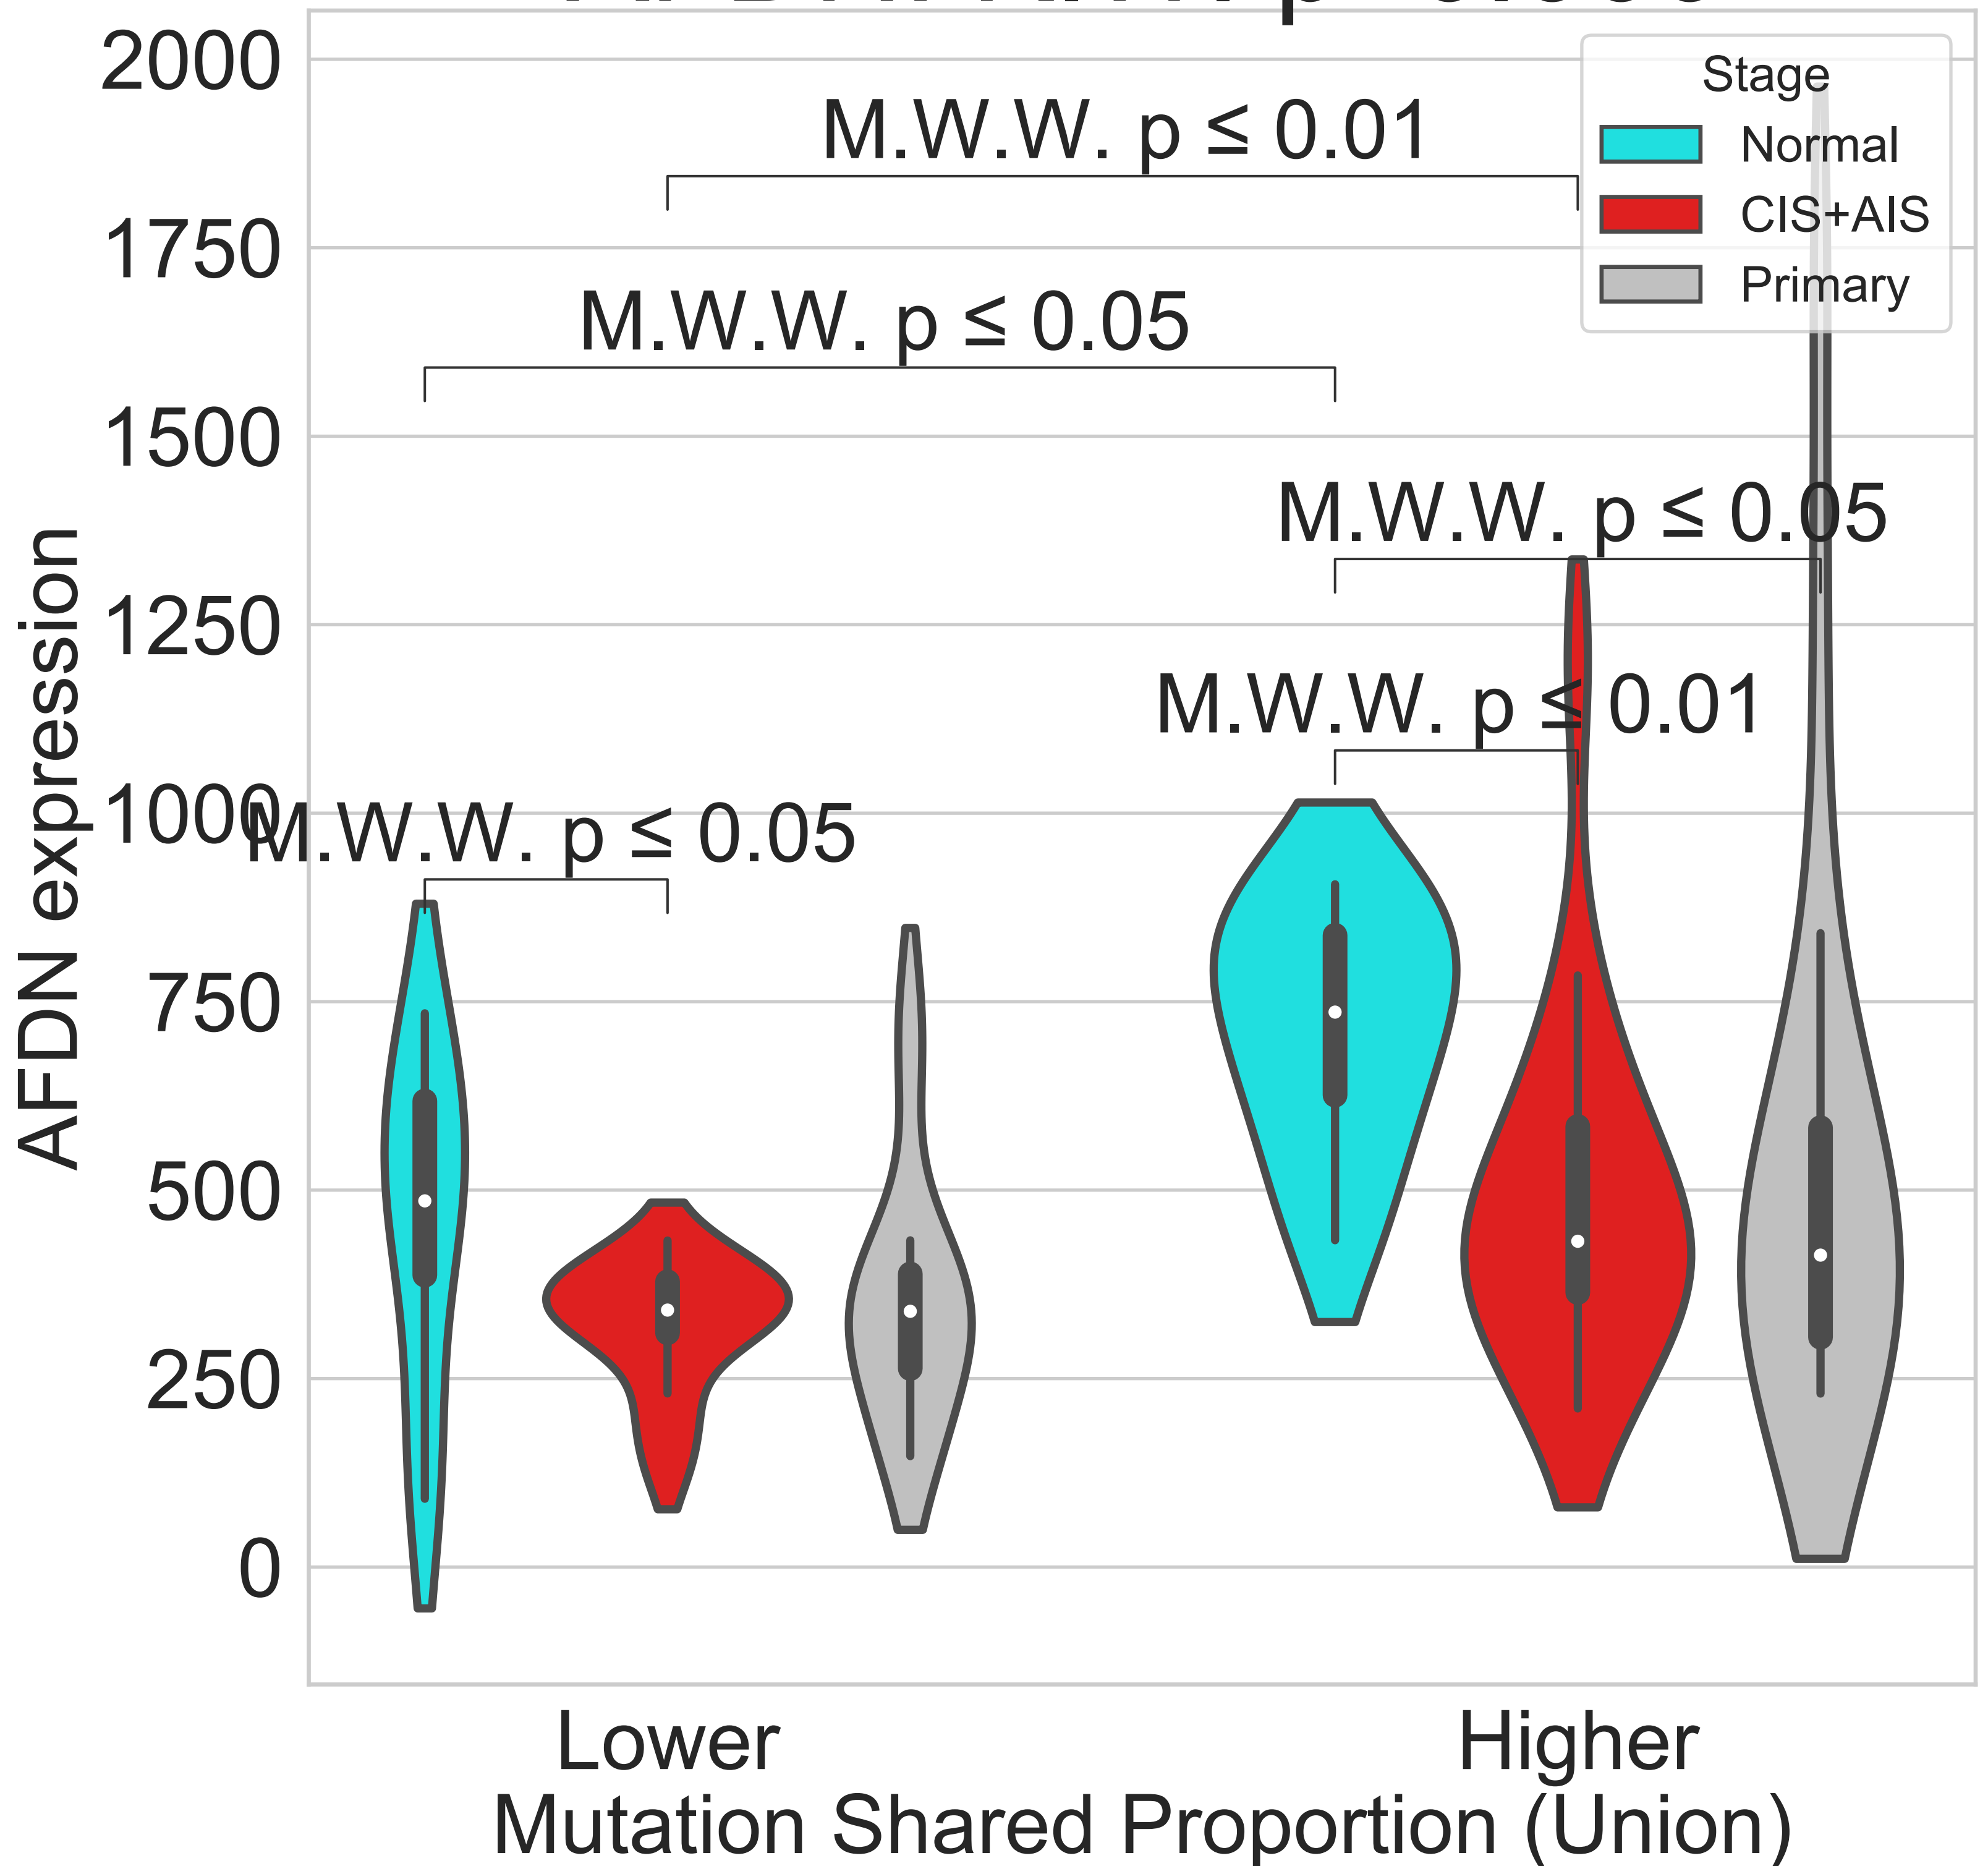 2000
1750
1500
1250
1000
750
500
250
0
AFDN expression
M.W.W. p ≤ 0.01
M.W.W. p ≤ 0.05
M.W.W. p ≤ 0.05
M.W.W. p ≤ 0.01
M.W.W. p ≤ 0.05
Stage
Normal
CIS+AIS
Primary
Lower
Higher
Mutation Shared Proportion (Union)